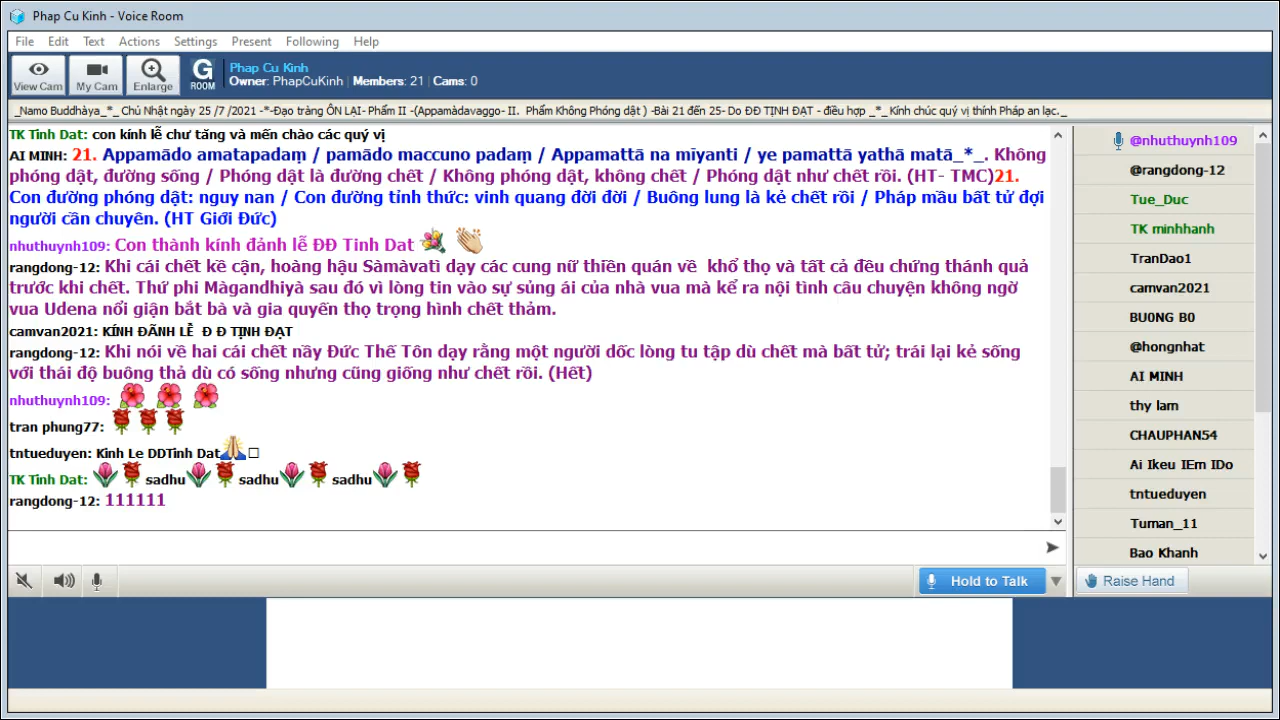 Phap Cu Kinh - Voice Room
File Edit Text Actions Settings Present Following Help
View Cam My Cam Enlarge G ROOM
Phap Cu Kinh
Owner: PhapCuKinh | Members: 21 | Cams: 0
_Namo Buddhàya_*_ Chủ Nhật ngày 25 /7 /2021 -*-Đạo tràng ÔN LẠI- Phẩm II -(Appamàdavaggo- II. Phẩm Không Phóng dật ) -Bài 21 đến 25- Do ĐĐ TỊNH ĐẠT - điều hợp _*_Kính chúc quý vị thính Pháp an lạc._
TK Tinh Dat: con kính lễ chư tăng và mến chào các quý vị
AI MINH: 21. Appamādo amatapadaṃ / pamādo maccuno padaṃ / Appamattā na mīyanti / ye pamattā yathā matā_*_. Không
phóng dật, đường sống / Phóng dật là đường chết / Không phóng dật, không chết / Phóng dật như chết rồi. (HT- TMC)21.
Con đường phóng dật: nguy nan / Con đường tỉnh thức: vinh quang đời đời / Buông lung là kẻ chết rồi / Pháp mầu bất tử đợi
người cần chuyên. (HT Giới Đức)
nhuthuynh109: Con thành kính đảnh lễ ĐĐ Tinh Dat
rangdong-12: Khi cái chết kề cận, hoàng hậu Sàmàvatì dạy các cung nữ thiền quán về khổ thọ và tất cả đều chứng thánh quả
trước khi chết. Thứ phi Màgandhiyà sau đó vì lòng tin vào sự sủng ái của nhà vua mà kể ra nội tình câu chuyện không ngờ
vua Udena nổi giận bắt bà và gia quyến thọ trọng hình chết thảm.
camvan2021: KÍNH ĐÃNH LỄ Đ Đ TỊNH ĐẠT
rangdong-12: Khi nói về hai cái chết nầy Đức Thế Tôn dạy rằng một người dốc lòng tu tập dù chết mà bất tử; trái lại kẻ sống
với thái độ buông thả dù có sống nhưng cũng giống như chết rồi. (Hết)
nhuthuynh109:
tran phung77:
tntueduyen: Kinh Le DDTinh Dat
TK Tinh Dat: sadhu sadhu sadhu
rangdong-12: 111111
Hold to Talk
@nhuthuynh109
@rangdong-12
Tue_Duc
TK minhhanh
TranDao1
camvan2021
BU0NG B0
@hongnhat
AI MINH
thy lam
CHAUPHAN54
Ai Ikeu IEm IDo
tntueduyen
Tuman_11
Bao Khanh
Raise Hand